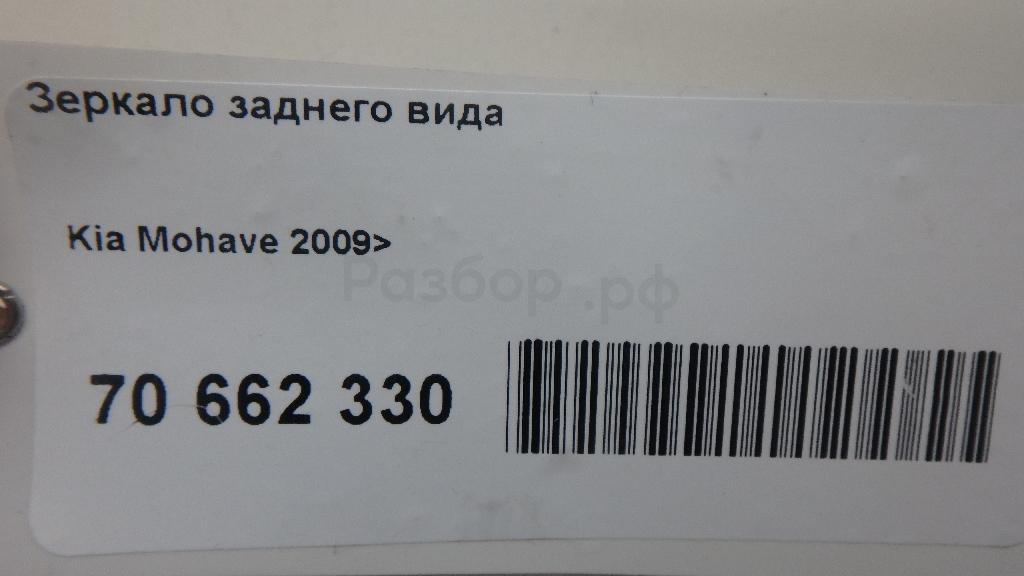 Зеркало заднего вида
Kia Mohave 2009>
Разбор.рф
70 662 330